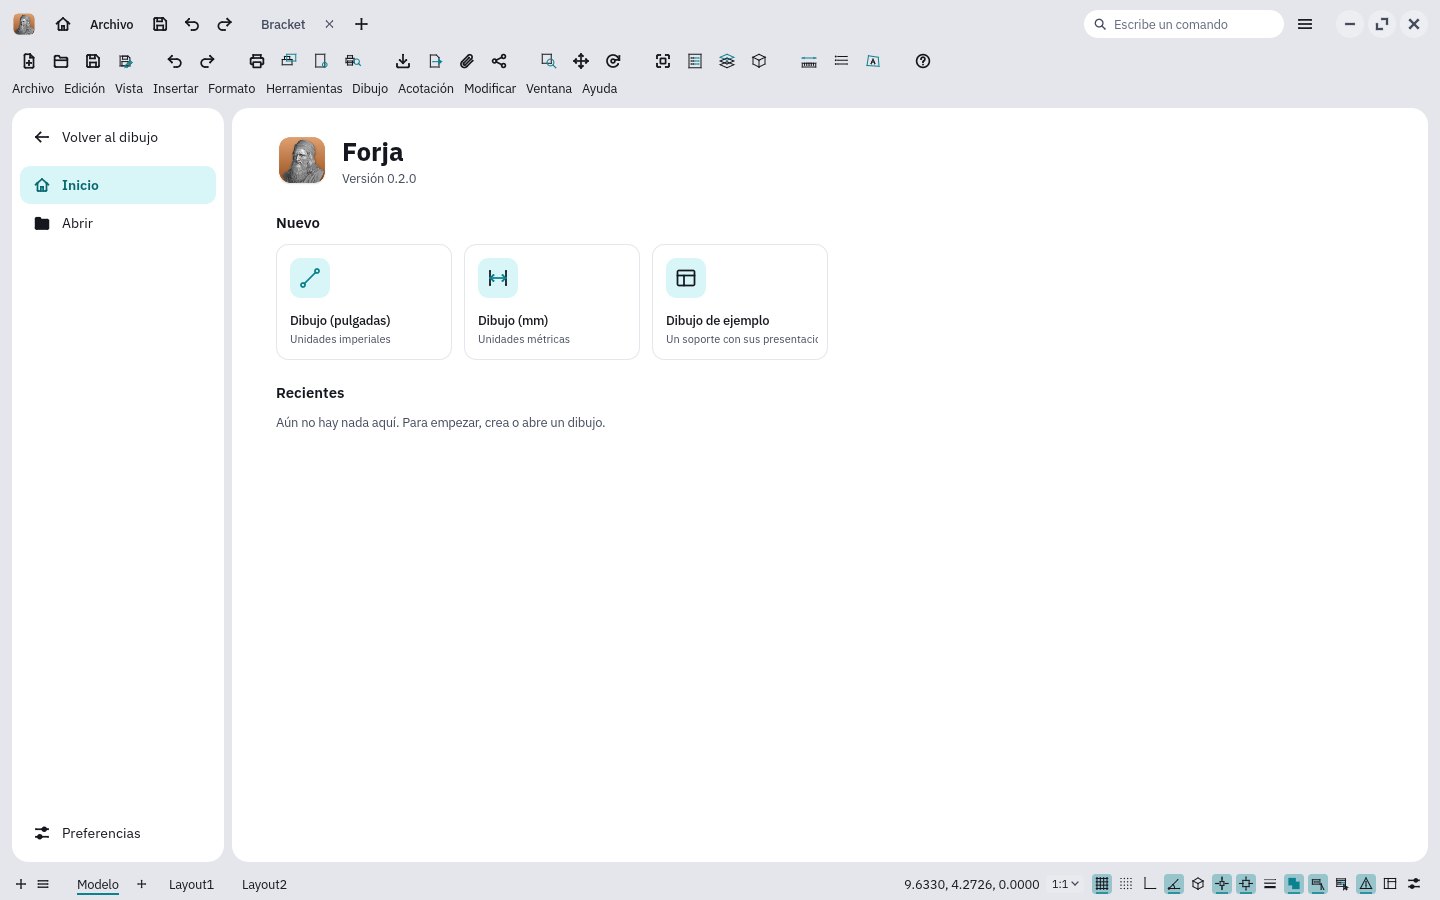 Archivo
Bracket
Escribe un comando
Archivo Edición Vista Insertar Formato Herramientas Dibujo Acotación Modificar Ventana Ayuda
Volver al dibujo
Inicio
Abrir
Preferencias
Forja
Versión 0.2.0
Nuevo
Dibujo (pulgadas)
Unidades imperiales
Dibujo (mm)
Unidades métricas
Dibujo de ejemplo
Un soporte con sus presentacio
Recientes
Aún no hay nada aquí. Para empezar, crea o abre un dibujo.
Modelo
Layout1
Layout2
9.6330, 4.2726, 0.0000
1:1